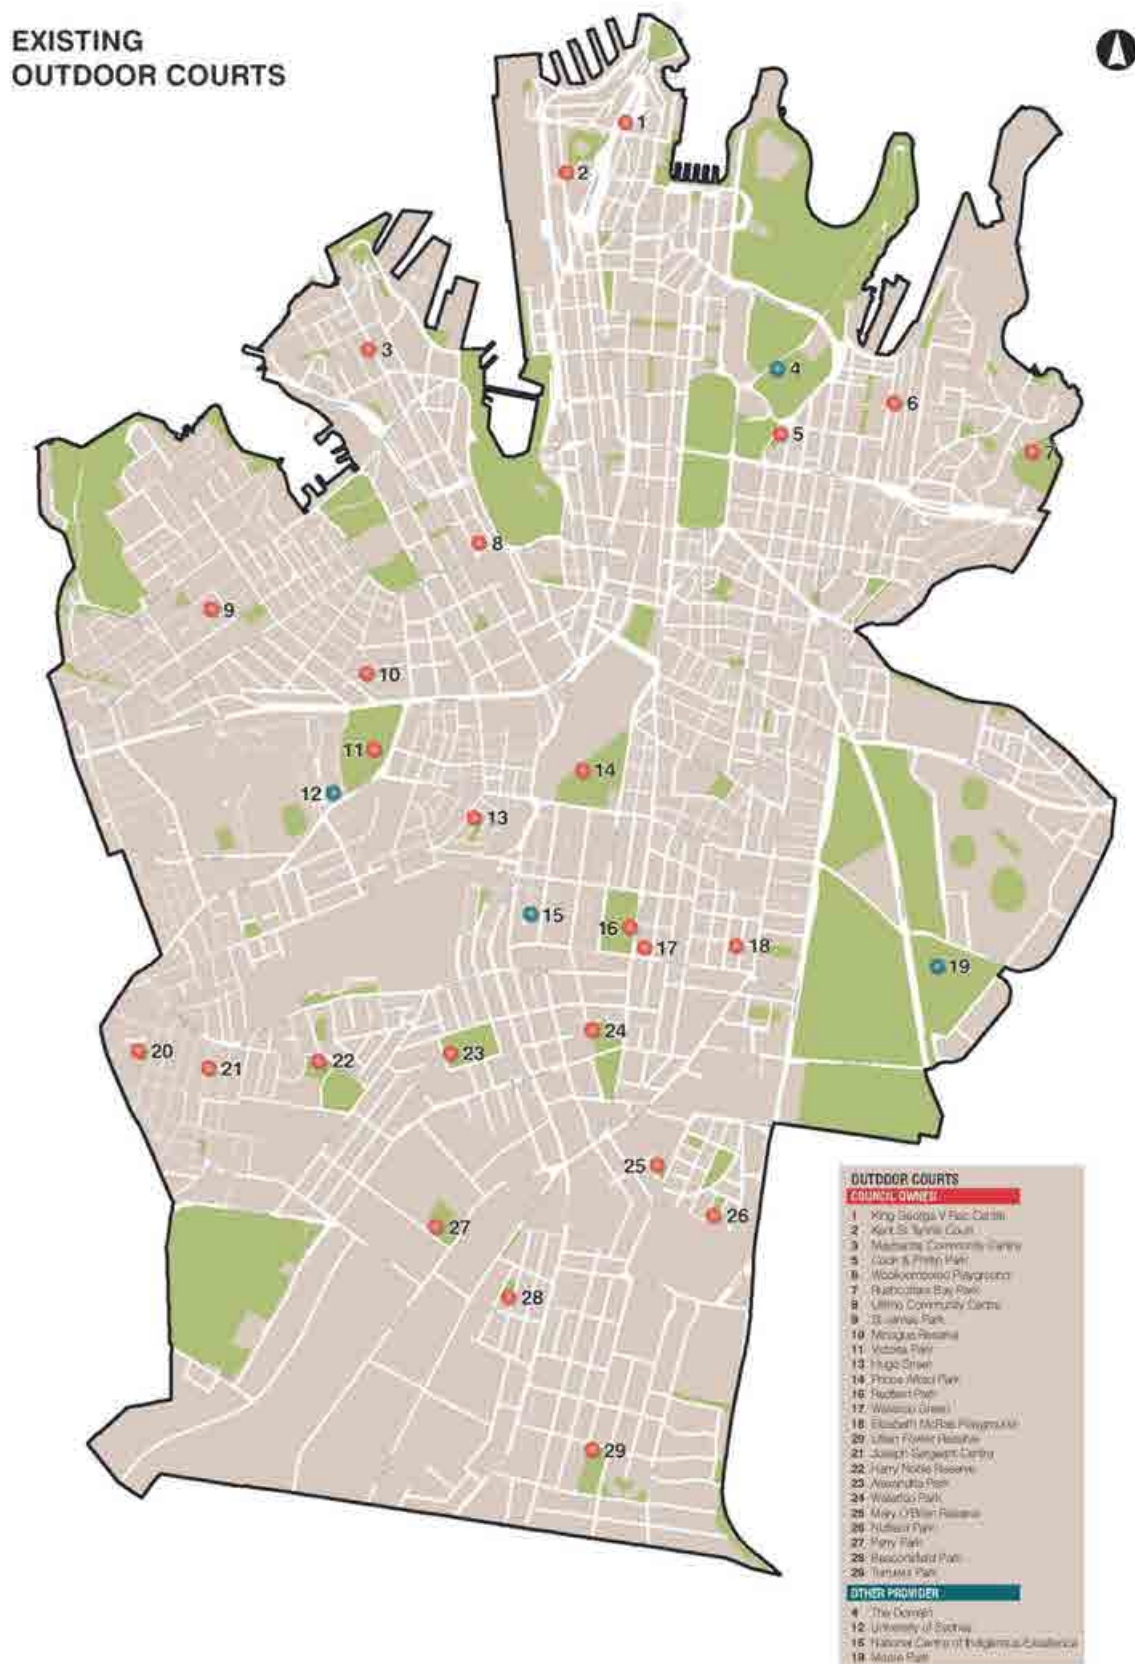 EXISTING
OUTDOOR COURTS
1
2
3
4
5
6
7
8
9
10
11
12
13
14
15
16
17
18
19
20
21
22
23
24
25
26
27
28
29
OUTDOOR COURTS
COUNCIL OWNED
1 King George V Rec Centre
2 Kent St Tennis Court
3 Community Centre
5 Cook & Phillip Park
6 Woolloomooloo Playground
7 Rushcutters Bay Park
8 Ultimo Community Centre
9 St James Park
10 Minogue Reserve
11 Victoria Park
13 Hugo Street
14 Prince Alfred Park
16 Redfern Park
17 Waterloo Green
18 Elizabeth McRae Playground
20 Lillian Fowler Reserve
21 Joseph Sargeant Centre
22 Harry Noble Reserve
23 Alexandria Park
24 Waterloo Park
25 Mary O'Brien Reserve
26 Nuffield Park
27 Perry Park
28 Beaconsfield Park
29 Turruwul Park
OTHER PROVIDER
4 The Domain
12 University of Sydney
15 National Centre of Indigenous Excellence
19 Moore Park